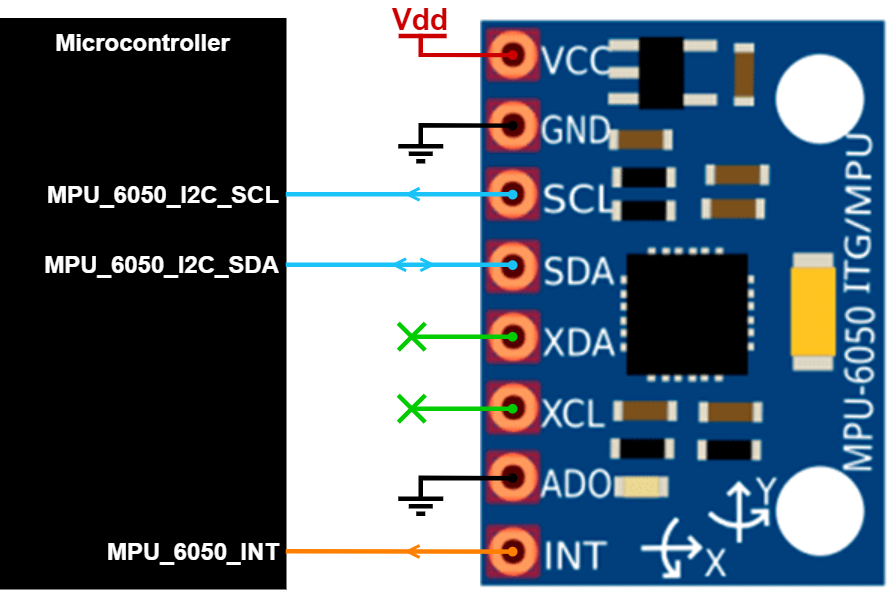 Microcontroller
Vdd
VCC
GND
MPU_6050_I2C_SCL
SCL
MPU_6050_I2C_SDA
SDA
XDA
XCL
ADO
MPU_6050_INT
INT
X
Y
MPU-6050 ITG/MPU